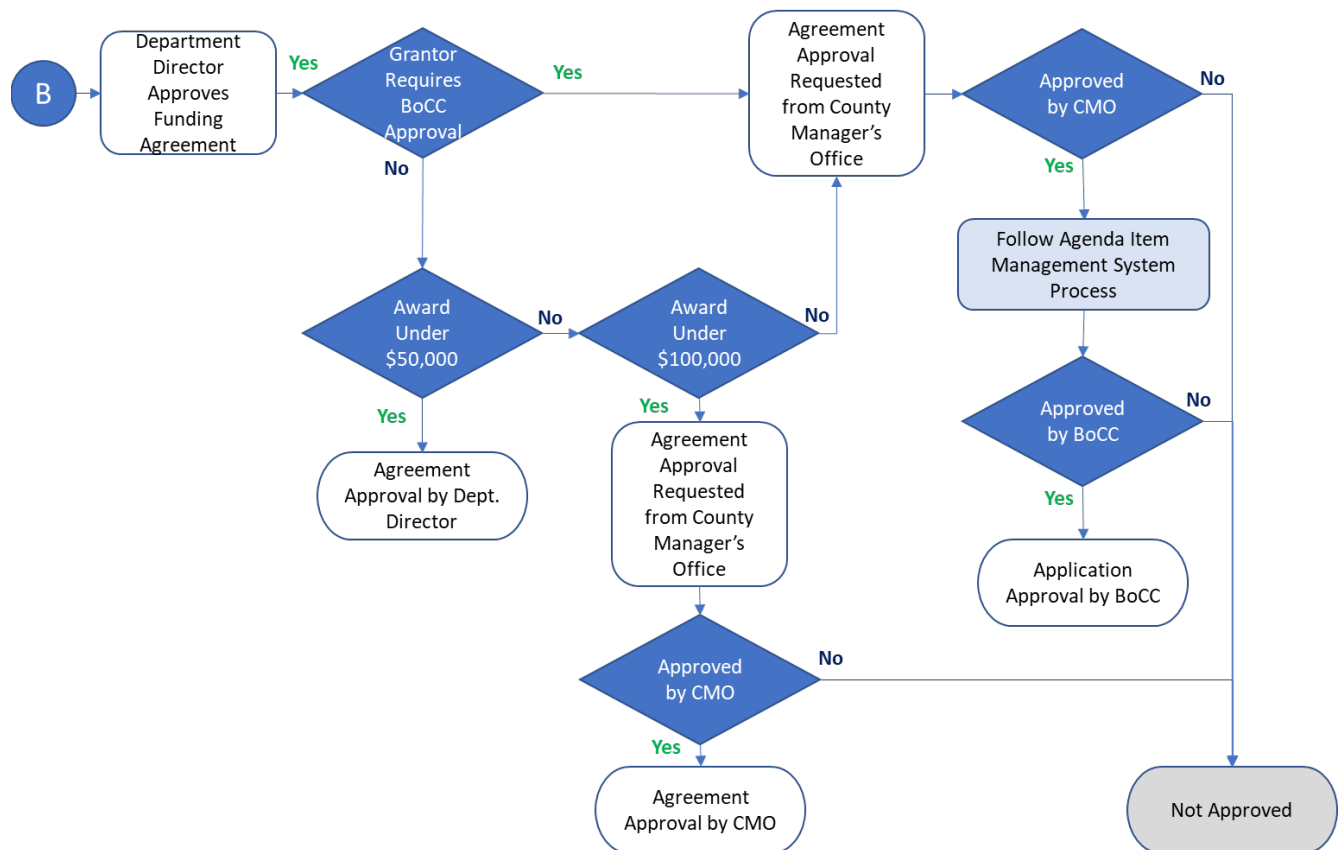 B
Department
Director
Approves
Funding
Agreement
Yes
Grantor
Requires
BoCC
Approval
Yes
No
Agreement
Approval
Requested
from County
Manager's
Office
Approved
by CMO
No
Yes
Follow Agenda Item
Management System
Process
Award
Under
$50,000
No
Yes
Award
Under
$100,000
No
Yes
Approved
by BoCC
No
Yes
Agreement
Approval by Dept.
Director
Agreement
Approval
Requested
from County
Manager's
Office
Application
Approval by BoCC
Approved
by CMO
No
Yes
Agreement
Approval by CMO
Not Approved